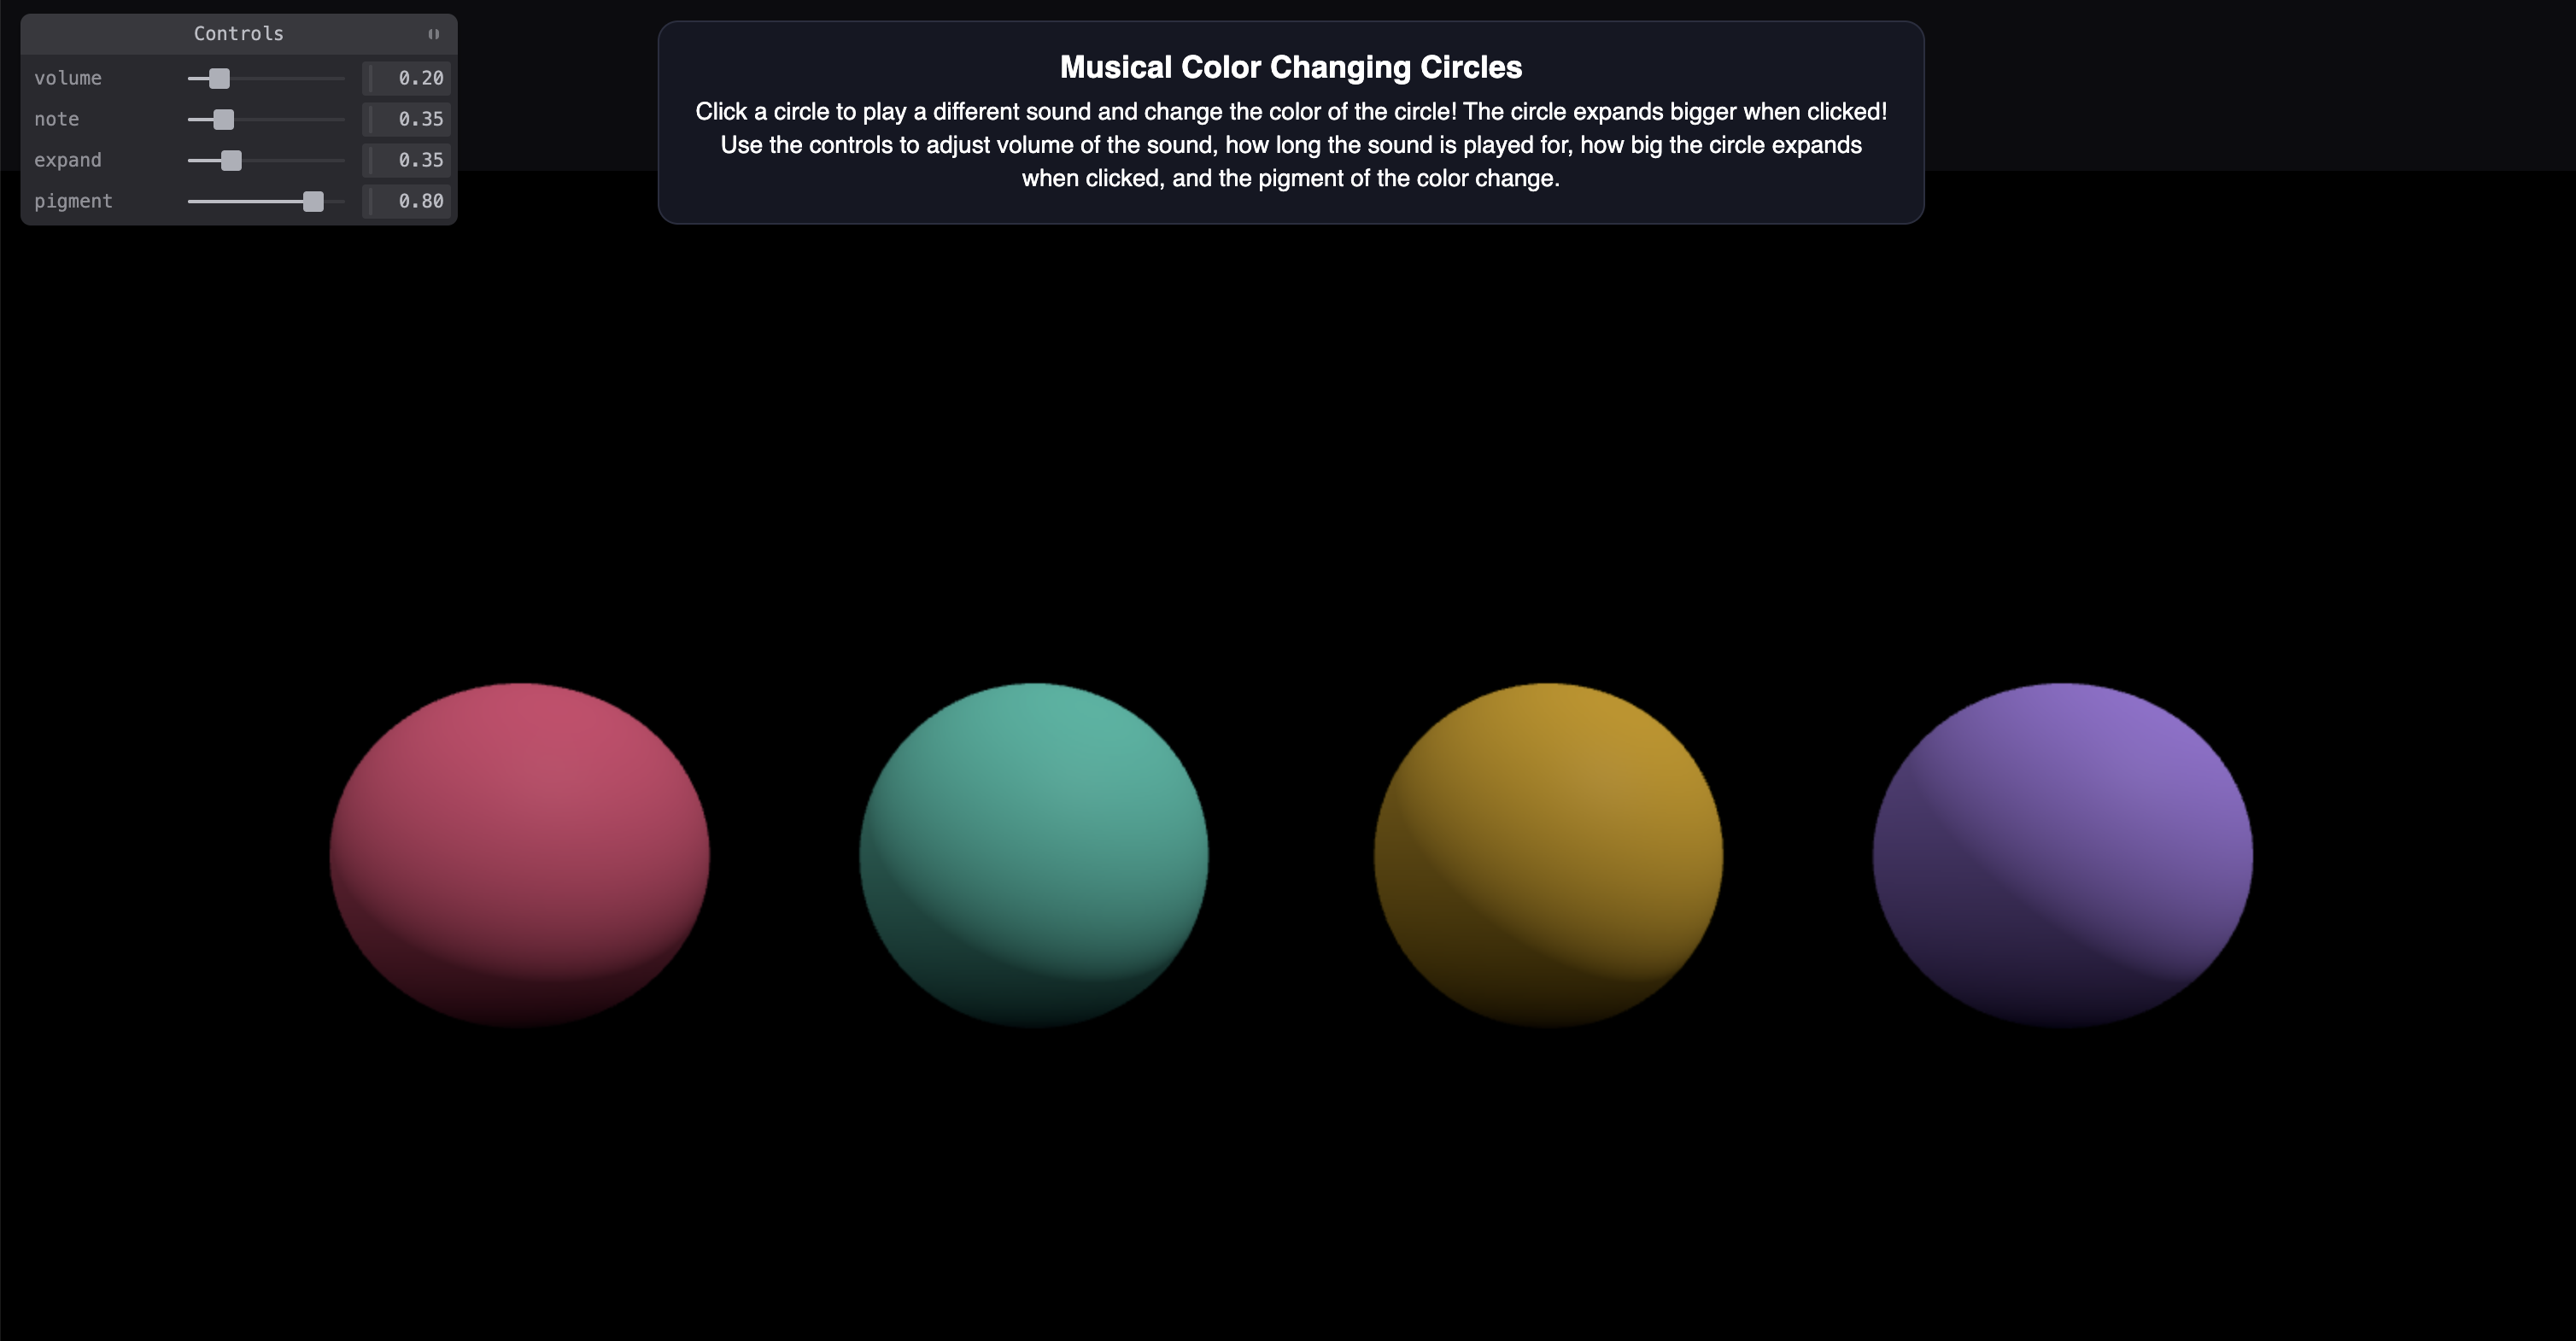 Controls
volume 0.20
note 0.35
expand 0.35
pigment 0.80
Musical Color Changing Circles
Click a circle to play a different sound and change the color of the circle! The circle expands bigger when clicked!
Use the controls to adjust volume of the sound, how long the sound is played for, how big the circle expands
when clicked, and the pigment of the color change.